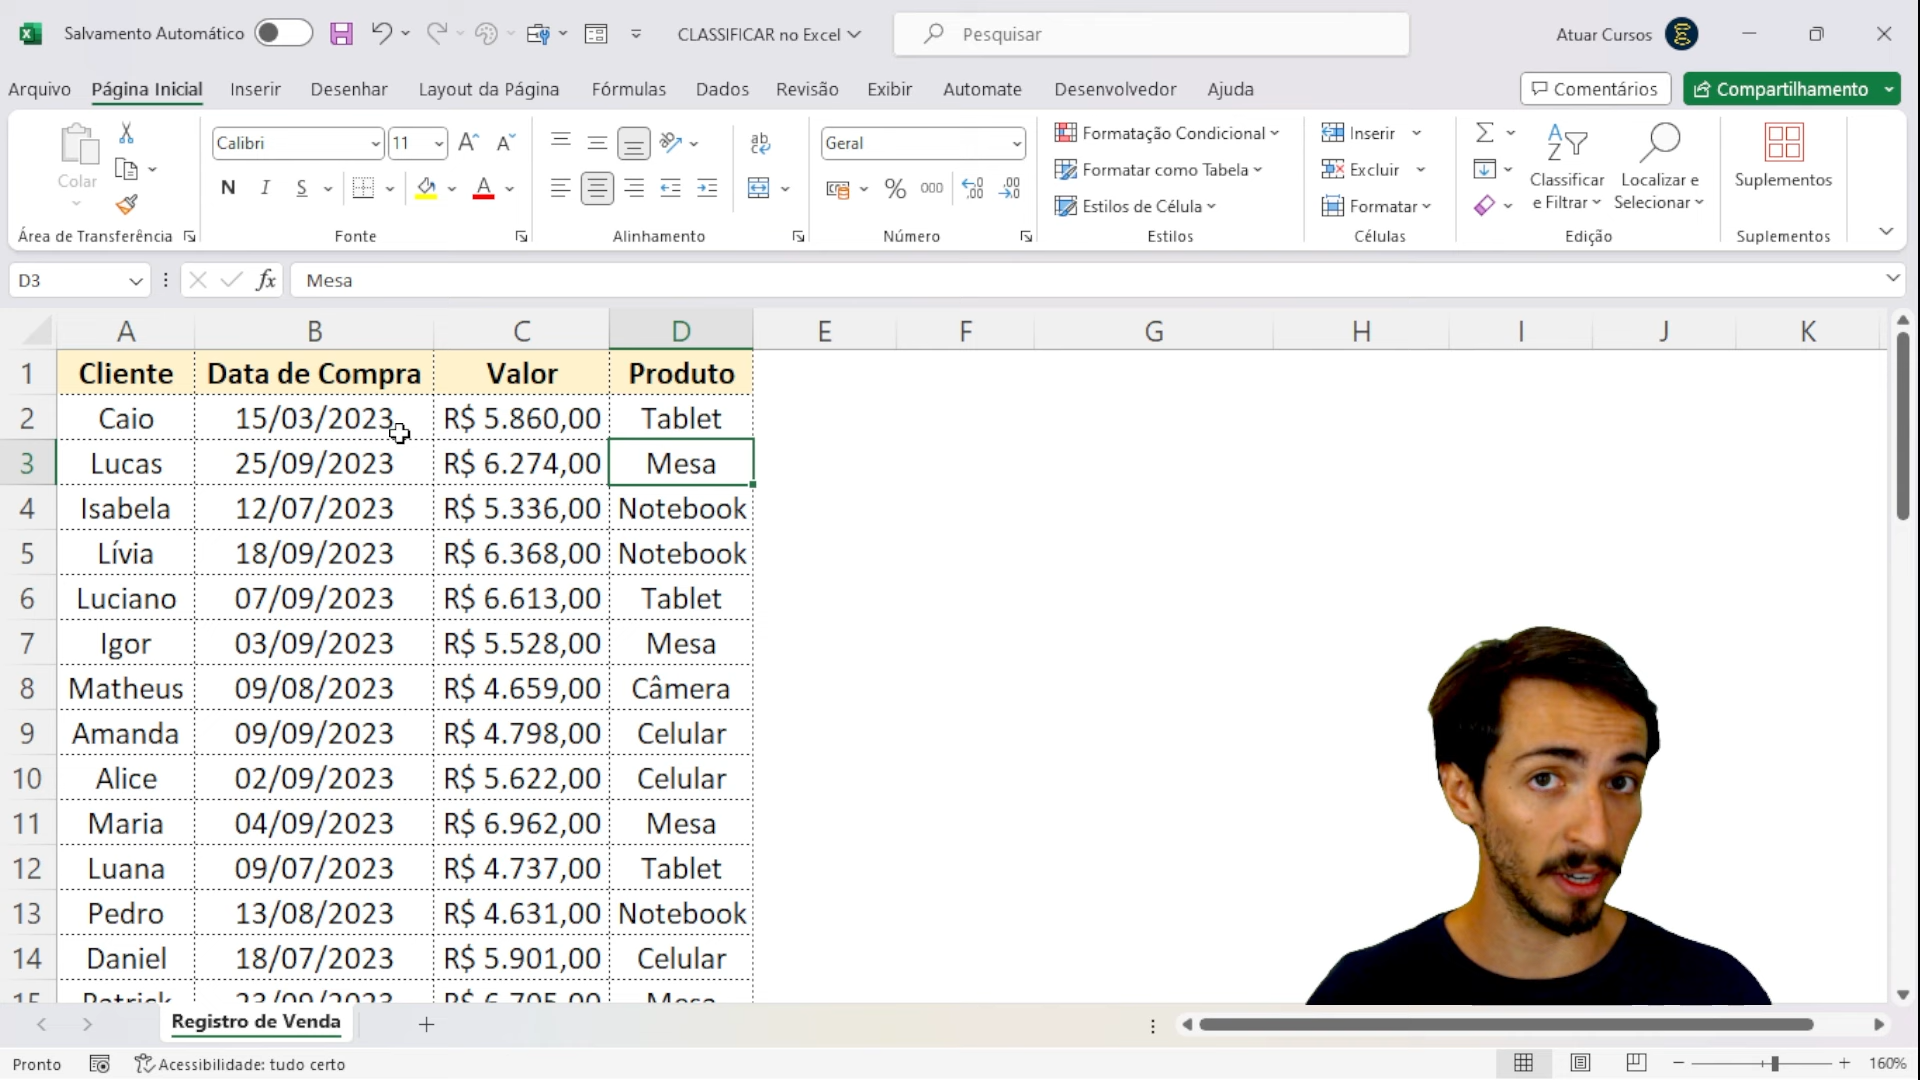 Salvamento Automático
CLASSIFICAR no Excel
Pesquisar
Atuar Cursos
Arquivo Página Inicial Inserir Desenhar Layout da Página Fórmulas Dados Revisão Exibir Automate Desenvolvedor Ajuda
Comentários
Compartilhamento
Colar
Área de Transferência
Calibri 11
N I S
Fonte
ab
Alinhamento
Geral
% 000
Número
Formatação Condicional
Formatar como Tabela
Estilos de Célula
Estilos
Inserir
Excluir
Formatar
Células
Classificar
e Filtrar
Localizar e
Selecionar
Edição
Suplementos
Suplementos
D3 fx Mesa
A B C D E F G H I J K
1 Cliente Data de Compra Valor Produto
2 Caio 15/03/2023 R$ 5.860,00 Tablet
3 Lucas 25/09/2023 R$ 6.274,00 Mesa
4 Isabela 12/07/2023 R$ 5.336,00 Notebook
5 Lívia 18/09/2023 R$ 6.368,00 Notebook
6 Luciano 07/09/2023 R$ 6.613,00 Tablet
7 Igor 03/09/2023 R$ 5.528,00 Mesa
8 Matheus 09/08/2023 R$ 4.659,00 Câmera
9 Amanda 09/09/2023 R$ 4.798,00 Celular
10 Alice 02/09/2023 R$ 5.622,00 Celular
11 Maria 04/09/2023 R$ 6.962,00 Mesa
12 Luana 09/07/2023 R$ 4.737,00 Tablet
13 Pedro 13/08/2023 R$ 4.631,00 Notebook
14 Daniel 18/07/2023 R$ 5.901,00 Celular
15 Patrick Mesa
Registro de Venda
Pronto
Acessibilidade: tudo certo
160%